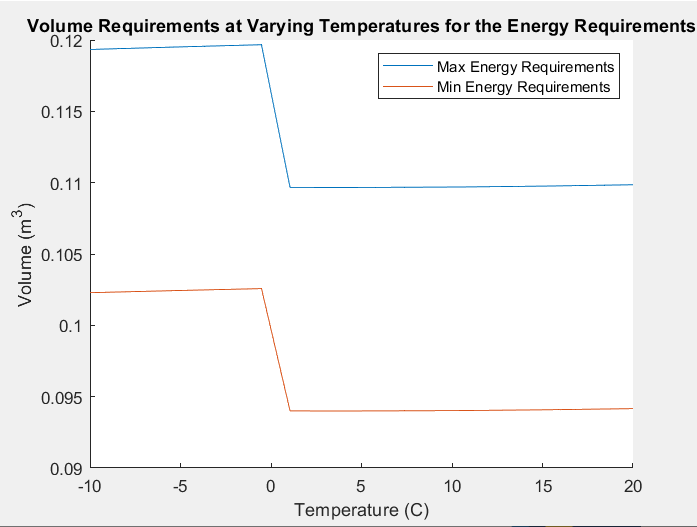 Volume Requirements at Varying Temperatures for the Energy Requirements
0.12
0.115
0.11
0.105
0.1
0.095
0.09
Volume (m³)
Max Energy Requirements
Min Energy Requirements
-10
-5
0
5
10
15
20
Temperature (C)